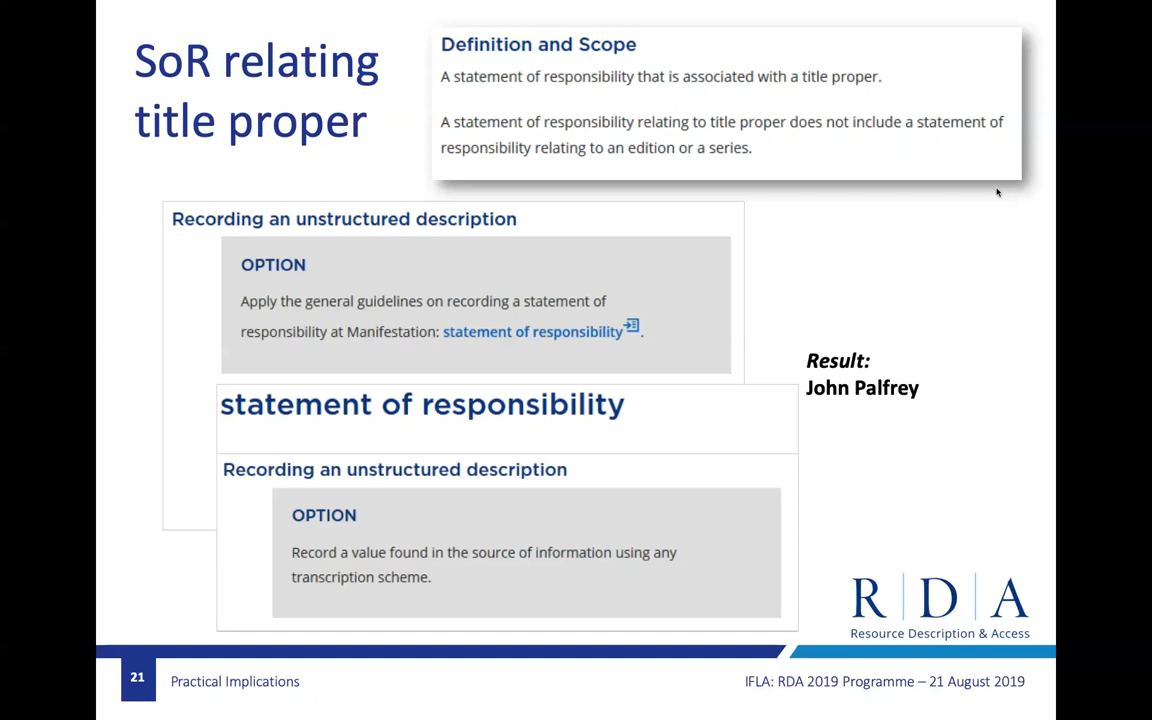 SoR relating
title proper
Definition and Scope
A statement of responsibility that is associated with a title proper.
A statement of responsibility relating to title proper does not include a statement of
responsibility relating to an edition or a series.
Recording an unstructured description
OPTION
Apply the general guidelines on recording a statement of
responsibility at Manifestation: statement of responsibility.
Result:
John Palfrey
statement of responsibility
Recording an unstructured description
OPTION
Record a value found in the source of information using any
transcription scheme.
R D A
Resource Description & Access
21
Practical Implications
IFLA: RDA 2019 Programme – 21 August 2019